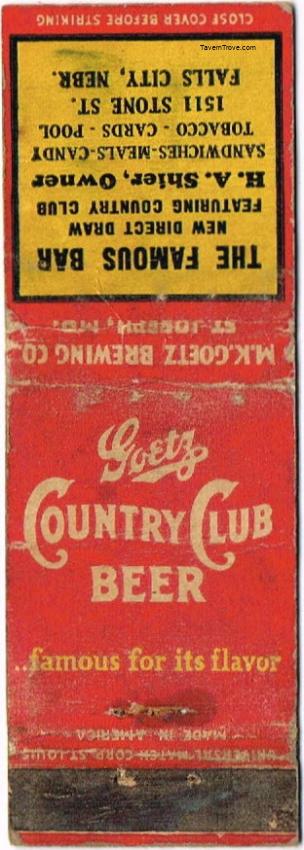 CLOSE COVER BEFORE STRIKING
TavernTrove.com
THE FAMOUS BAR
NEW DIRECT DRAW
FEATURING COUNTRY CLUB
H. A. Shier, Owner
SANDWICHES-MEALS-CANDY
TOBACCO - CARDS - POOL
1511 STONE ST.
FALLS CITY, NEBR.
M.K.GOETZ BREWING CO.
ST. JOSEPH, MO.
Goetz
COUNTRY CLUB
BEER
...famous for its flavor
UNIVERSAL MATCH CORP. ST. LOUIS
MADE IN AMERICA